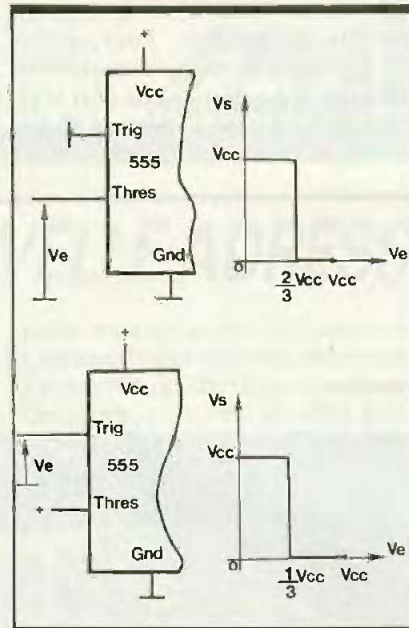 +
Vcc
Trig
555
Thres
Ve
Gnd
Vs
Vcc
0
2/3 Vcc Vcc
Ve
+
Vcc
Trig
Ve
555
Thres
+
Gnd
Vs
Vcc
0
1/3 Vcc Vcc
Ve